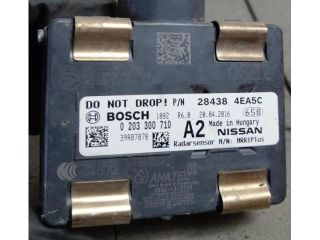 DO NOT DROP! P/N 28438 4EA5C
BOSCH 1082 R6.0 20.04.2016 658
0 203 300 710 A2 Made in Hungary
39807078 NISSAN
Radarsensor M/N: MRR1Plus
ANATEL